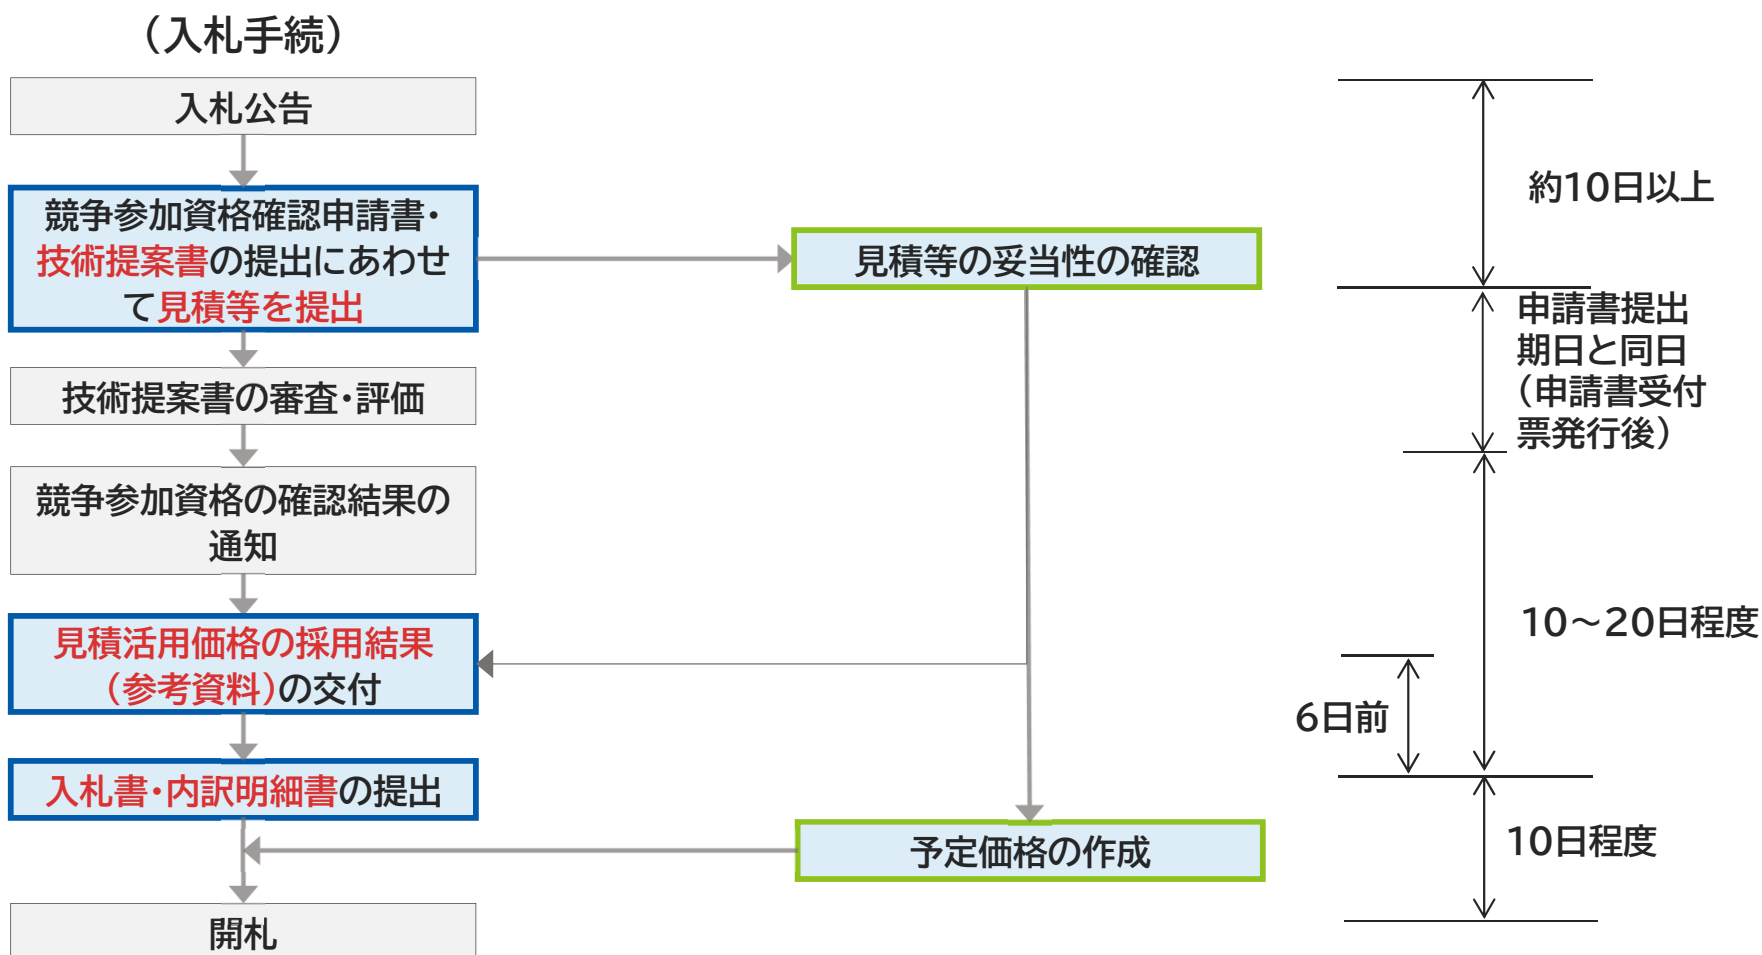 （入札手続）
入札公告
競争参加資格確認申請書・
技術提案書の提出にあわせ
て見積等を提出
見積等の妥当性の確認
技術提案書の審査・評価
競争参加資格の確認結果の
通知
見積活用価格の採用結果
（参考資料）の交付
入札書・内訳明細書の提出
予定価格の作成
開札
約10日以上
申請書提出
期日と同日
（申請書受付
票発行後）
10～20日程度
6日前
10日程度